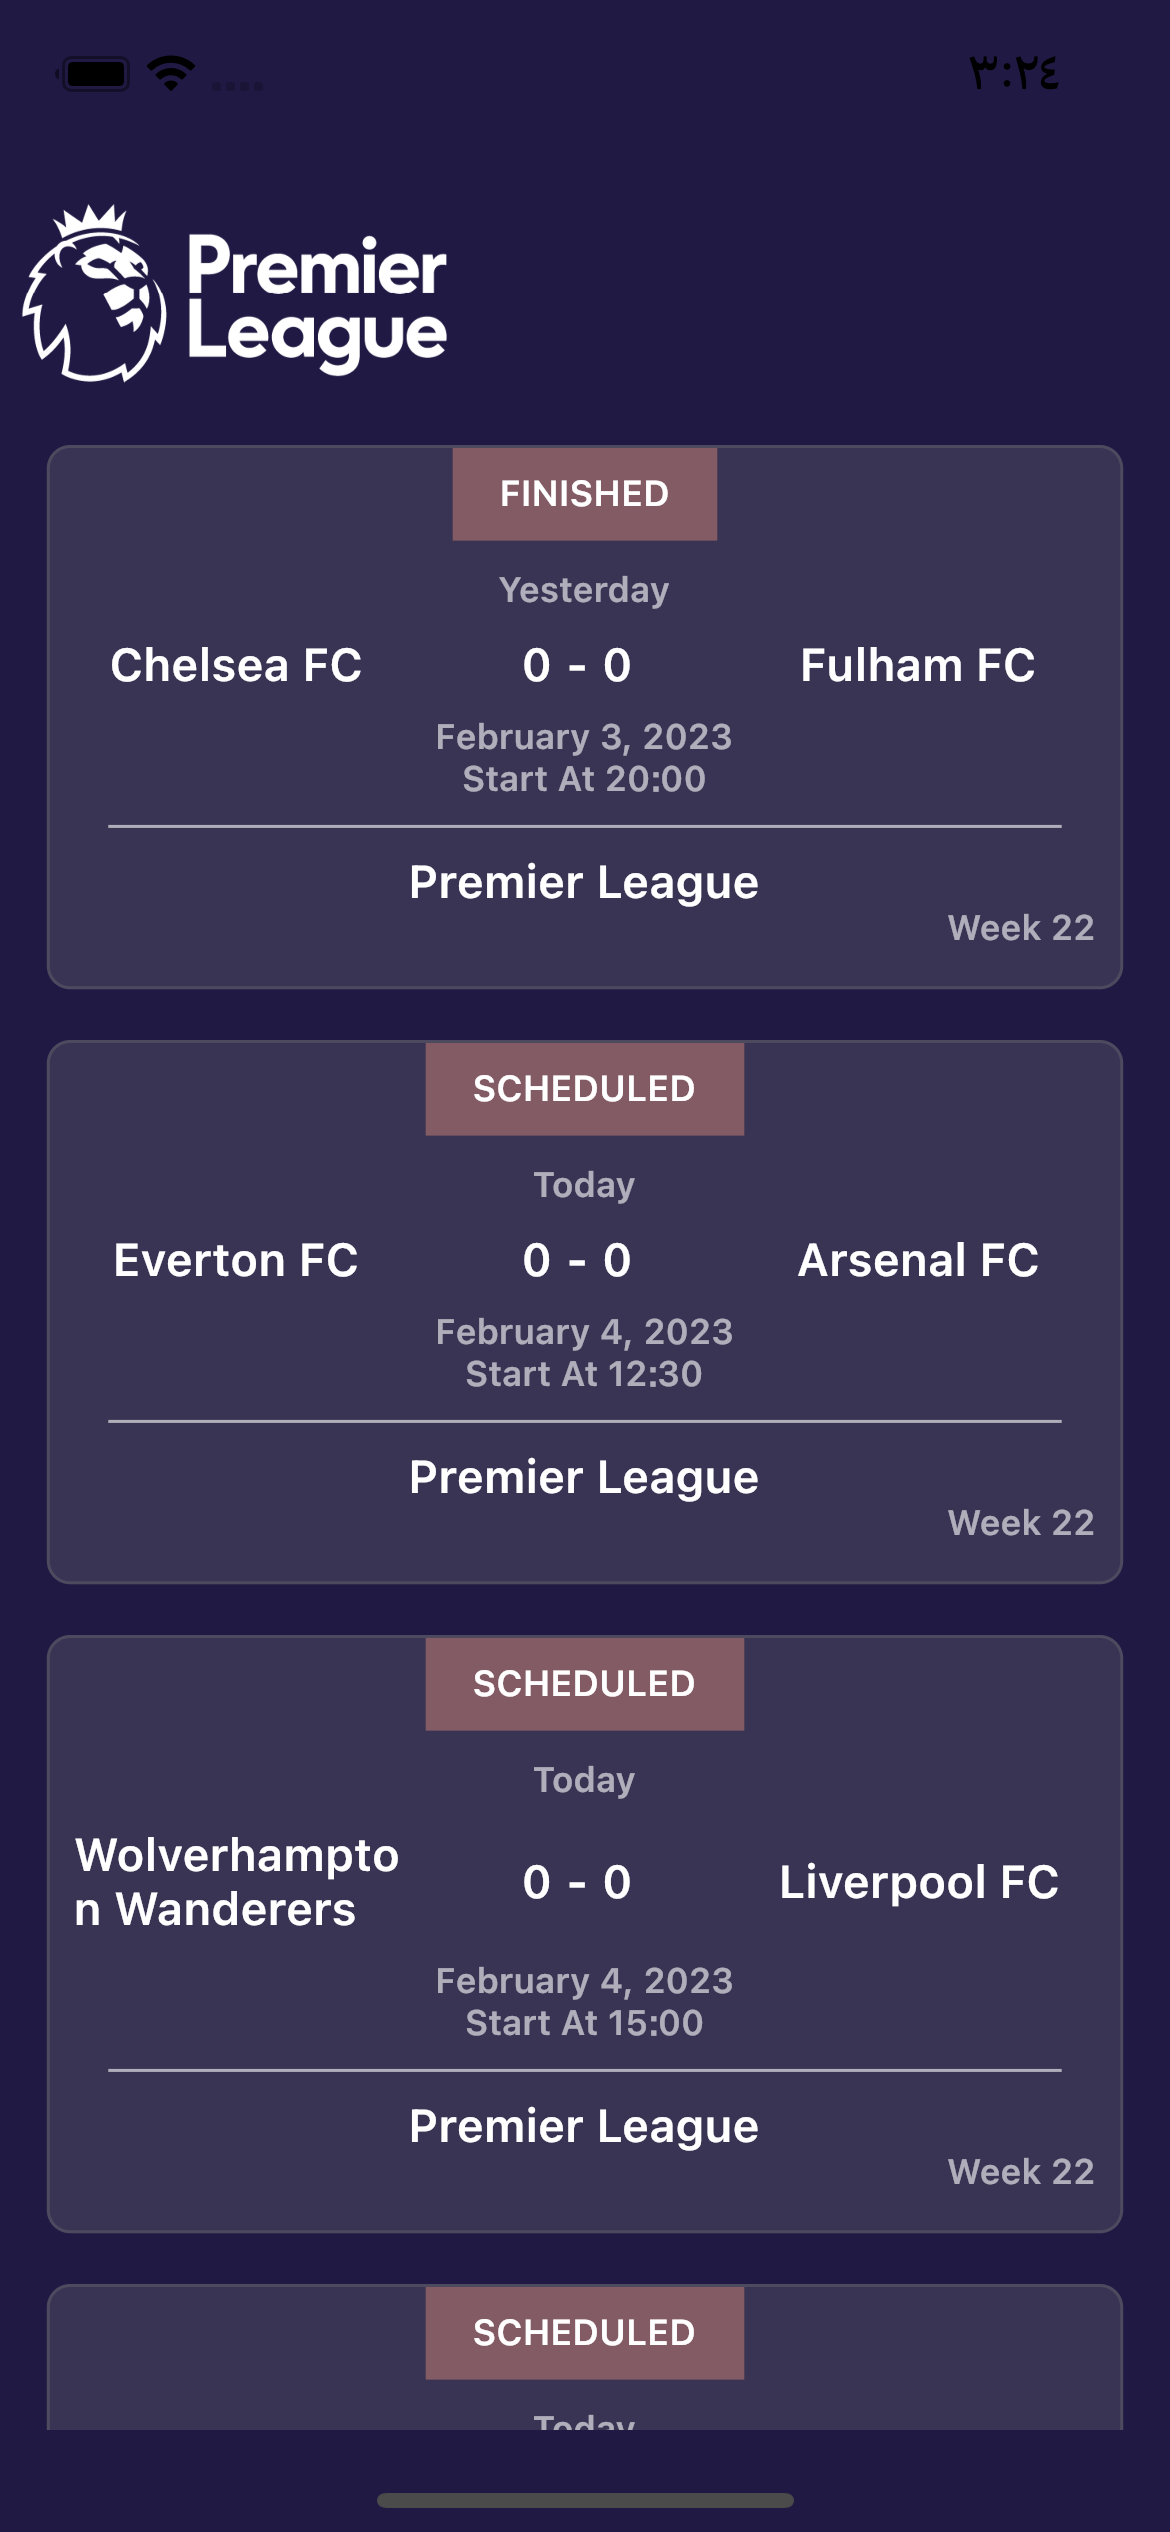 ٣:٢٤
Premier
League
FINISHED
Yesterday
Chelsea FC 0 - 0 Fulham FC
February 3, 2023
Start At 20:00
Premier League
Week 22
SCHEDULED
Today
Everton FC 0 - 0 Arsenal FC
February 4, 2023
Start At 12:30
Premier League
Week 22
SCHEDULED
Today
Wolverhampto
n Wanderers
0 - 0
Liverpool FC
February 4, 2023
Start At 15:00
Premier League
Week 22
SCHEDULED
Today